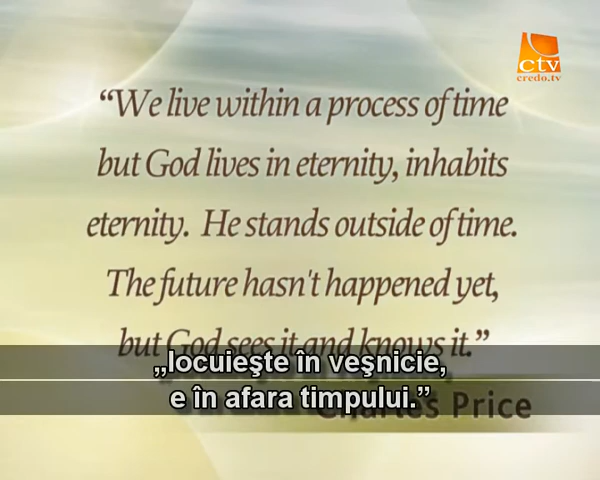 ctv
credo.tv
“We live within a process of time
but God lives in eternity, inhabits
eternity. He stands outside of time.
The future hasn't happened yet,
but God sees it and knows it.”
„locuieşte în veşnicie,
e în afara timpului.”
Charles Price